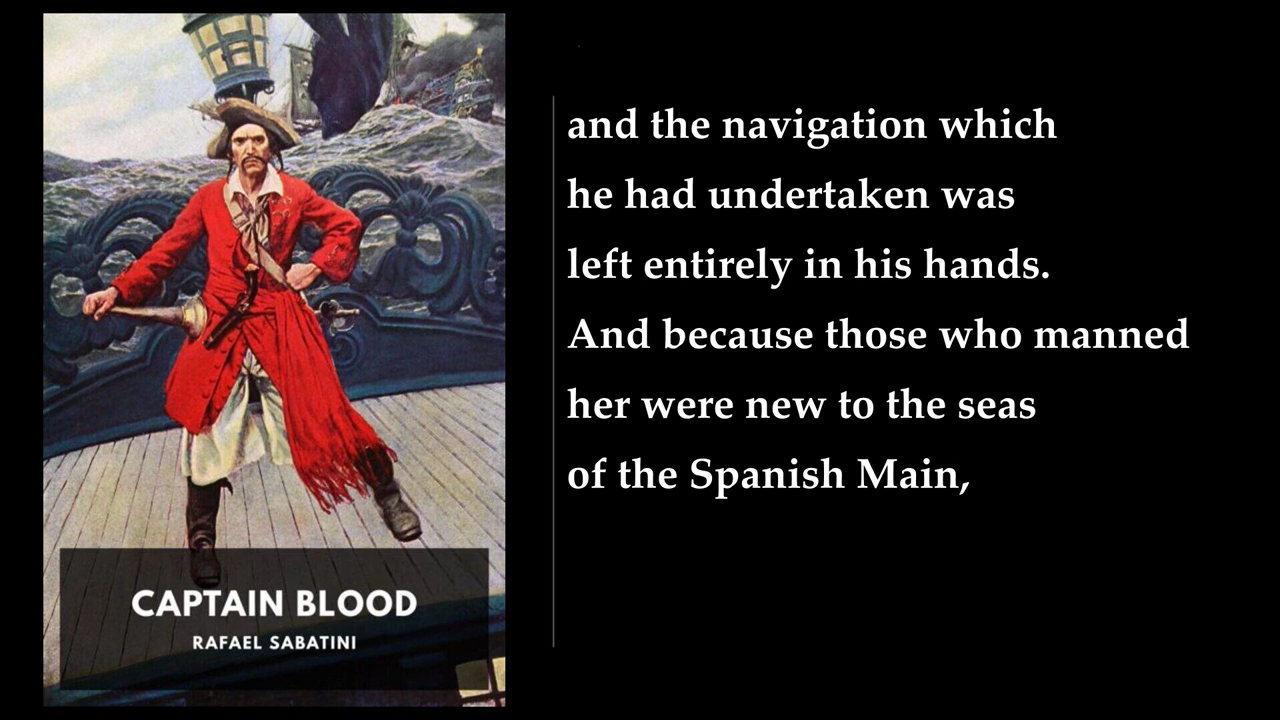 CAPTAIN BLOOD
RAFAEL SABATINI
and the navigation which
he had undertaken was
left entirely in his hands.
And because those who manned
her were new to the seas
of the Spanish Main,